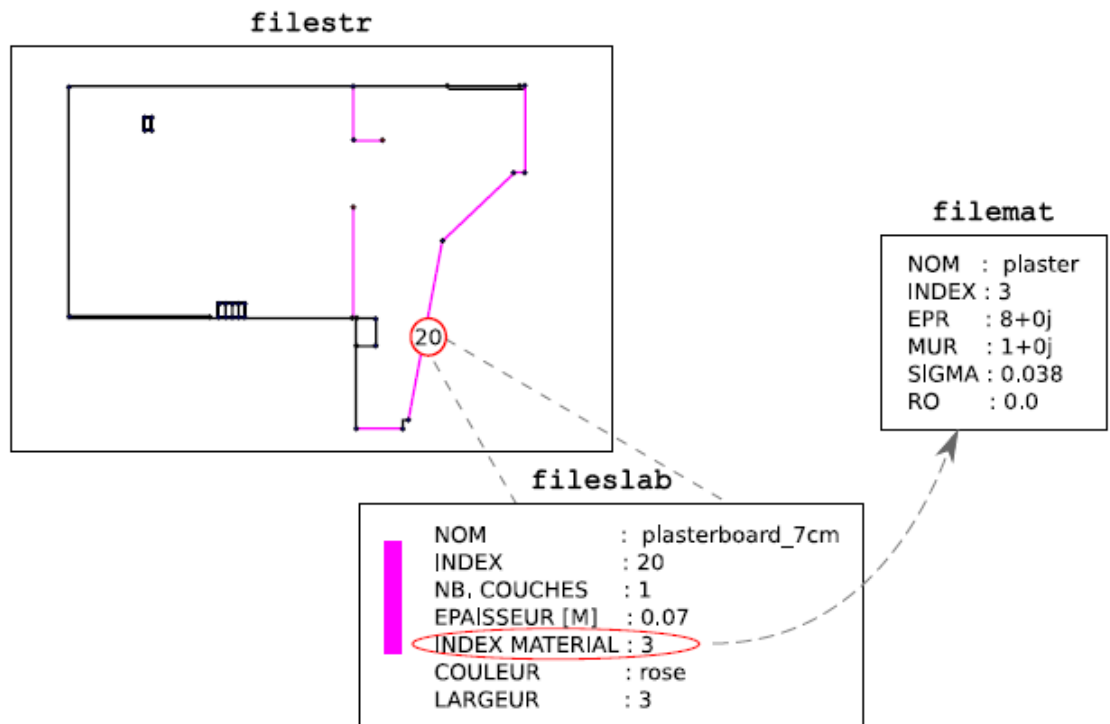 filestr
20
filemat
NOM : plaster
INDEX : 3
EPR : 8+0j
MUR : 1+0j
SIGMA : 0.038
RO : 0.0
fileslab
NOM : plasterboard_7cm
INDEX : 20
NB. COUCHES : 1
EPAISSEUR [M] : 0.07
INDEX MATERIAL : 3
COULEUR : rose
LARGEUR : 3